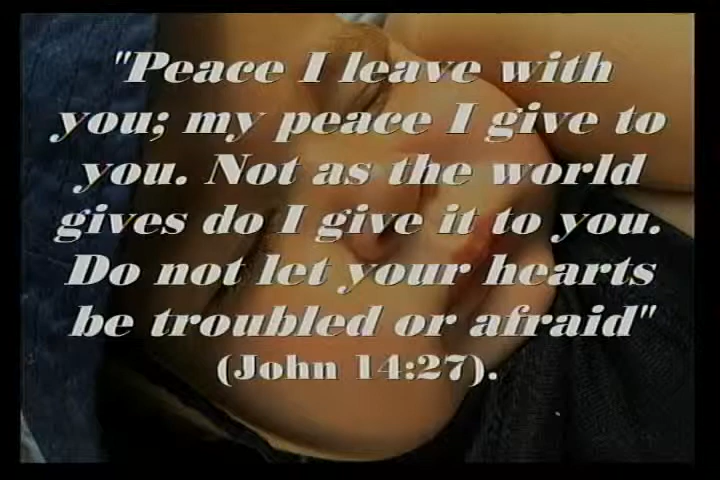 "Peace I leave with
you; my peace I give to
you. Not as the world
gives do I give it to you.
Do not let your hearts
be troubled or afraid"
(John 14:27).